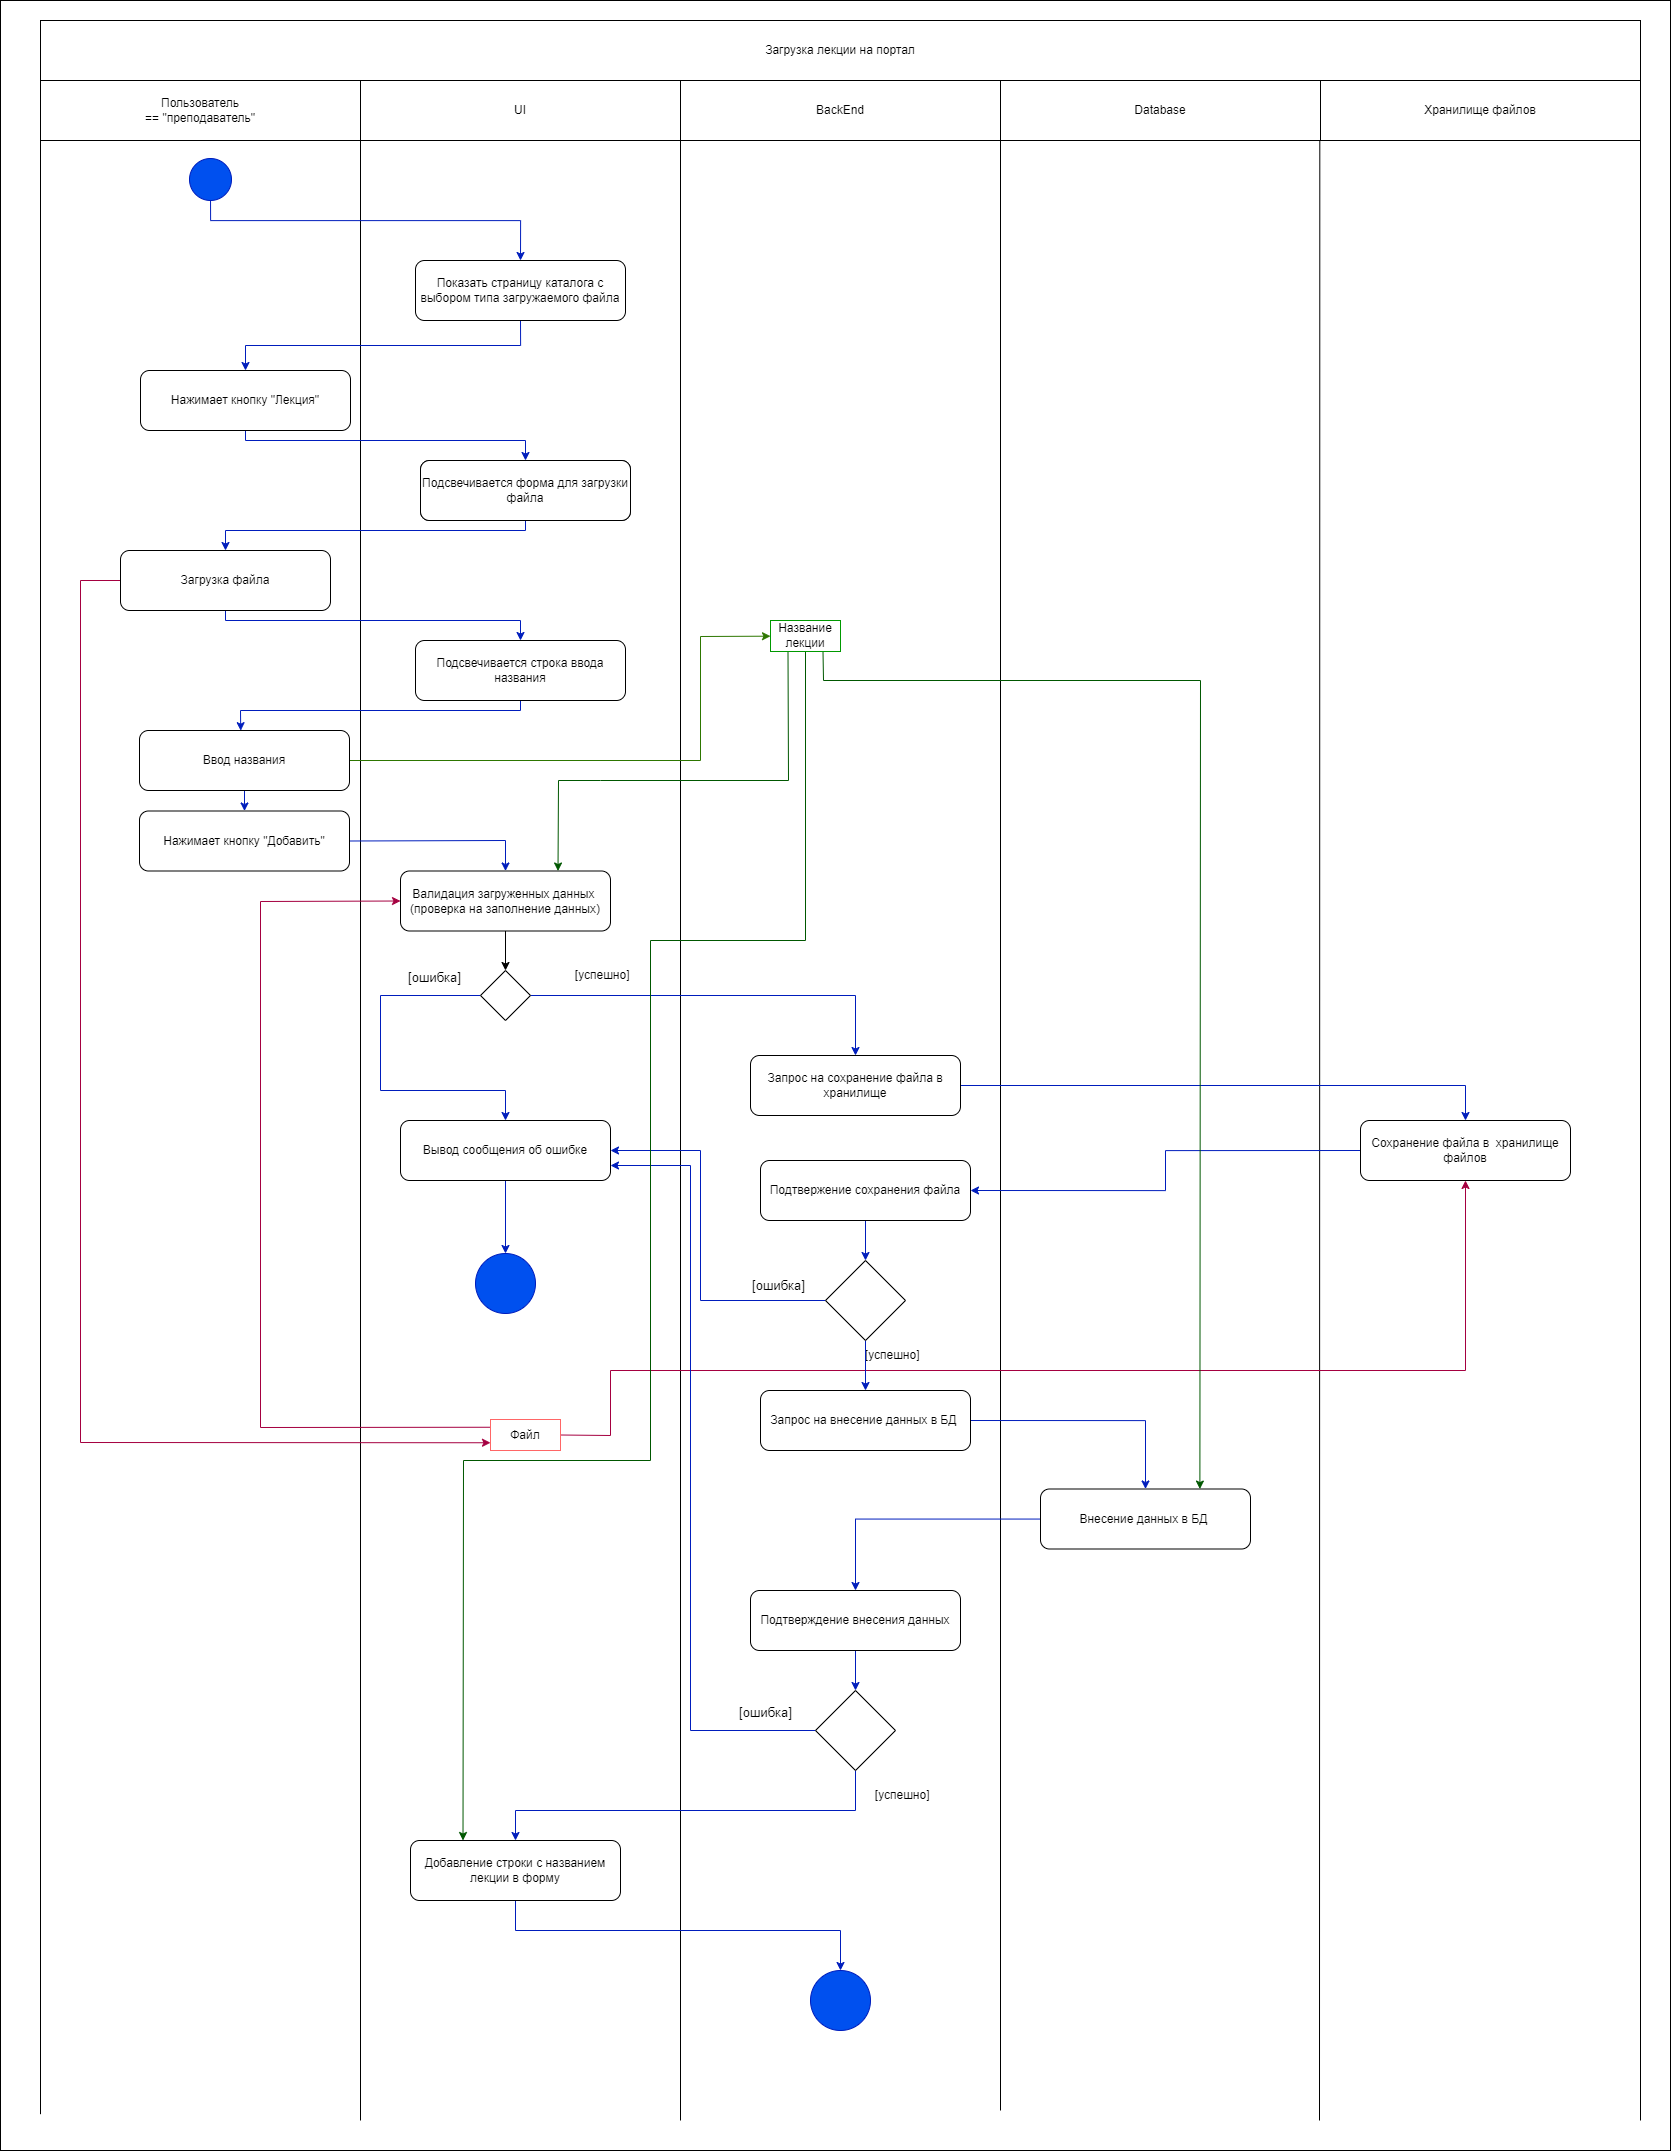 Загрузка лекции на портал
Пользователь
== "преподаватель"
UI
BackEnd
Database
Хранилище файлов
Показать страницу каталога с
выбором типа загружаемого файла
Нажимает кнопку "Лекция"
Подсвечивается форма для загрузки
файла
Загрузка файла
Название
лекции
Подсвечивается строка ввода
названия
Ввод названия
Нажимает кнопку "Добавить"
Валидация загруженных данных
(проверка на заполнение данных)
[ошибка]
[успешно]
Запрос на сохранение файла в
хранилище
Вывод сообщения об ошибке
Сохранение файла в хранилище
файлов
Подтвержение сохранения файла
[ошибка]
[успешно]
Запрос на внесение данных в БД
Файл
Внесение данных в БД
Подтверждение внесения данных
[ошибка]
[успешно]
Добавление строки с названием
лекции в форму